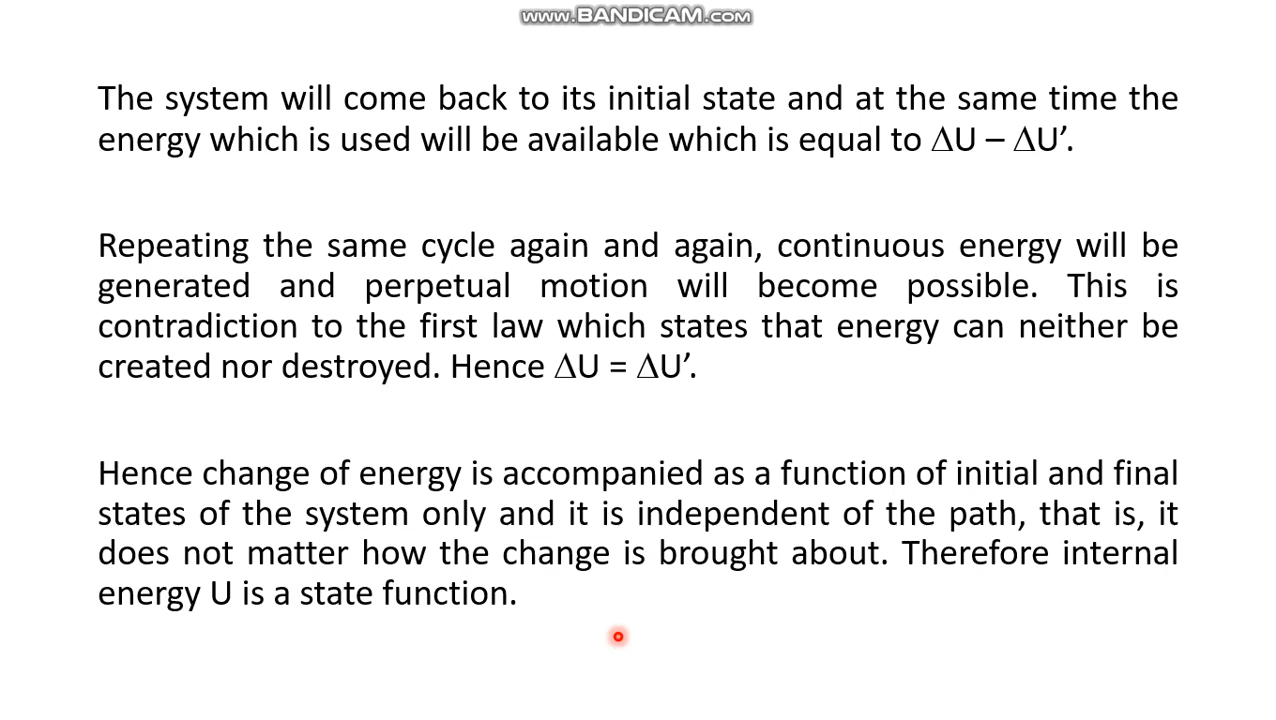 www.BANDICAM.com
The system will come back to its initial state and at the same time the
energy which is used will be available which is equal to ΔU – ΔU’.
Repeating the same cycle again and again, continuous energy will be
generated and perpetual motion will become possible. This is
contradiction to the first law which states that energy can neither be
created nor destroyed. Hence ΔU = ΔU’.
Hence change of energy is accompanied as a function of initial and final
states of the system only and it is independent of the path, that is, it
does not matter how the change is brought about. Therefore internal
energy U is a state function.